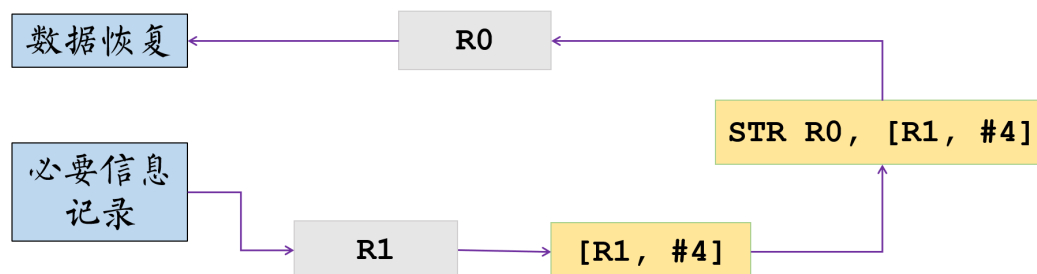 数据恢复
R0
STR R0, [R1, #4]
必要信息
记录
R1
[R1, #4]